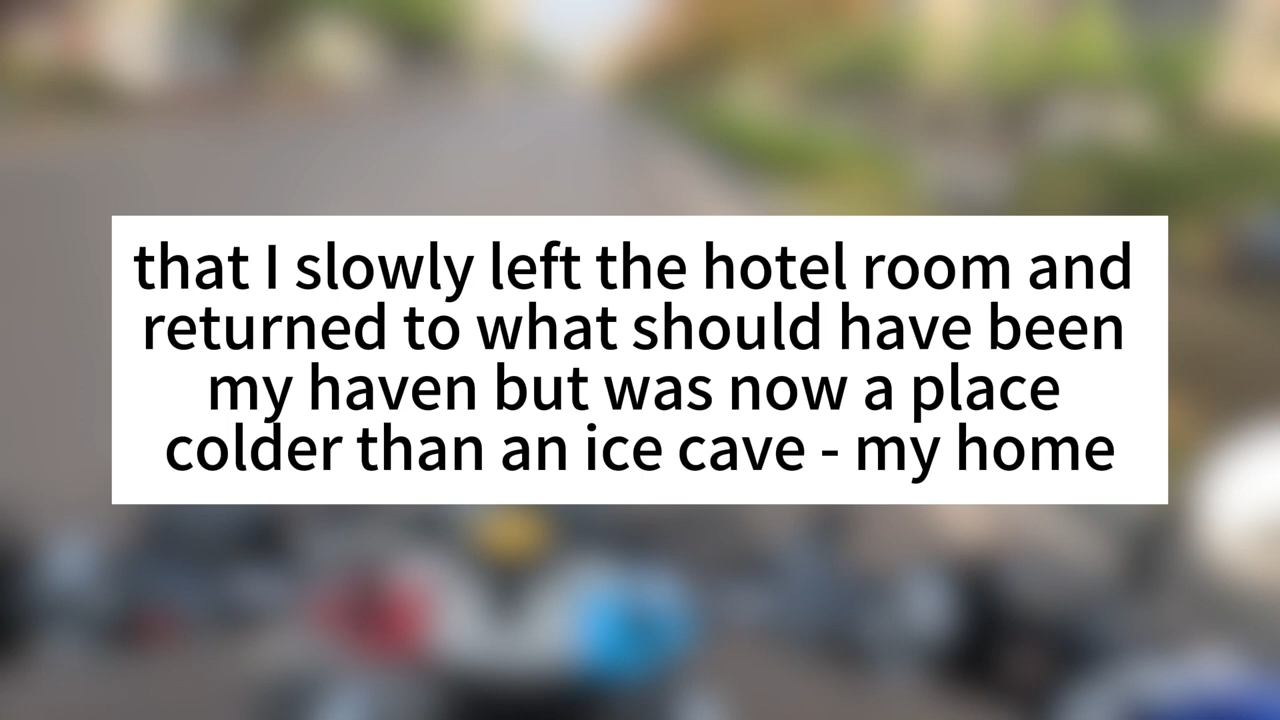 that I slowly left the hotel room and
returned to what should have been
my haven but was now a place
colder than an ice cave - my home